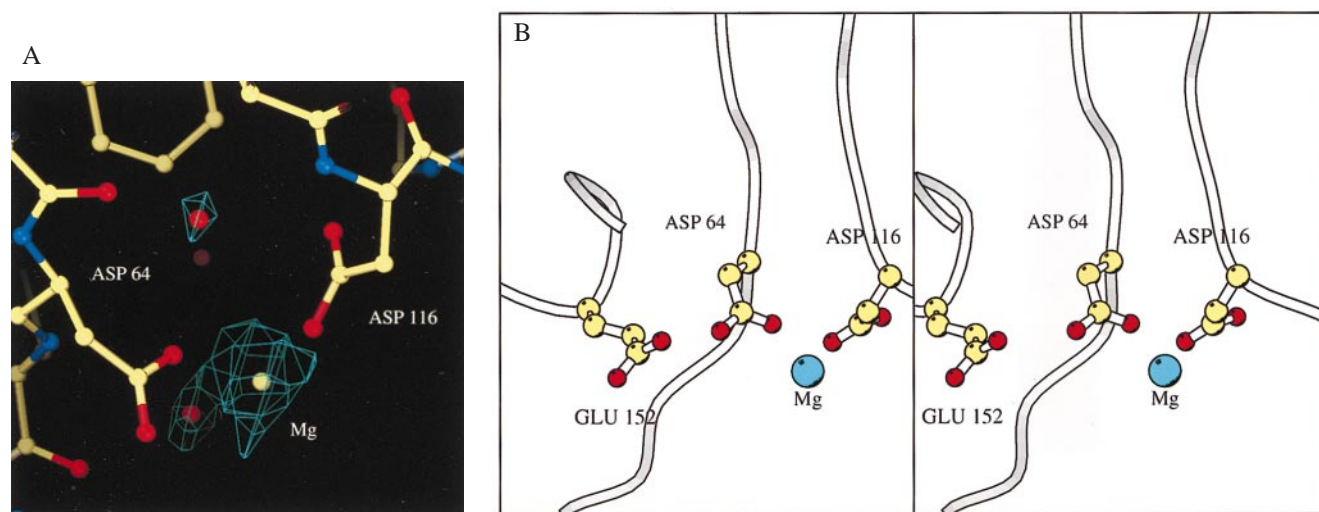 A
ASP 64
ASP 116
Mg
B
ASP 64
ASP 116
GLU 152
Mg
ASP 64
ASP 116
GLU 152
Mg